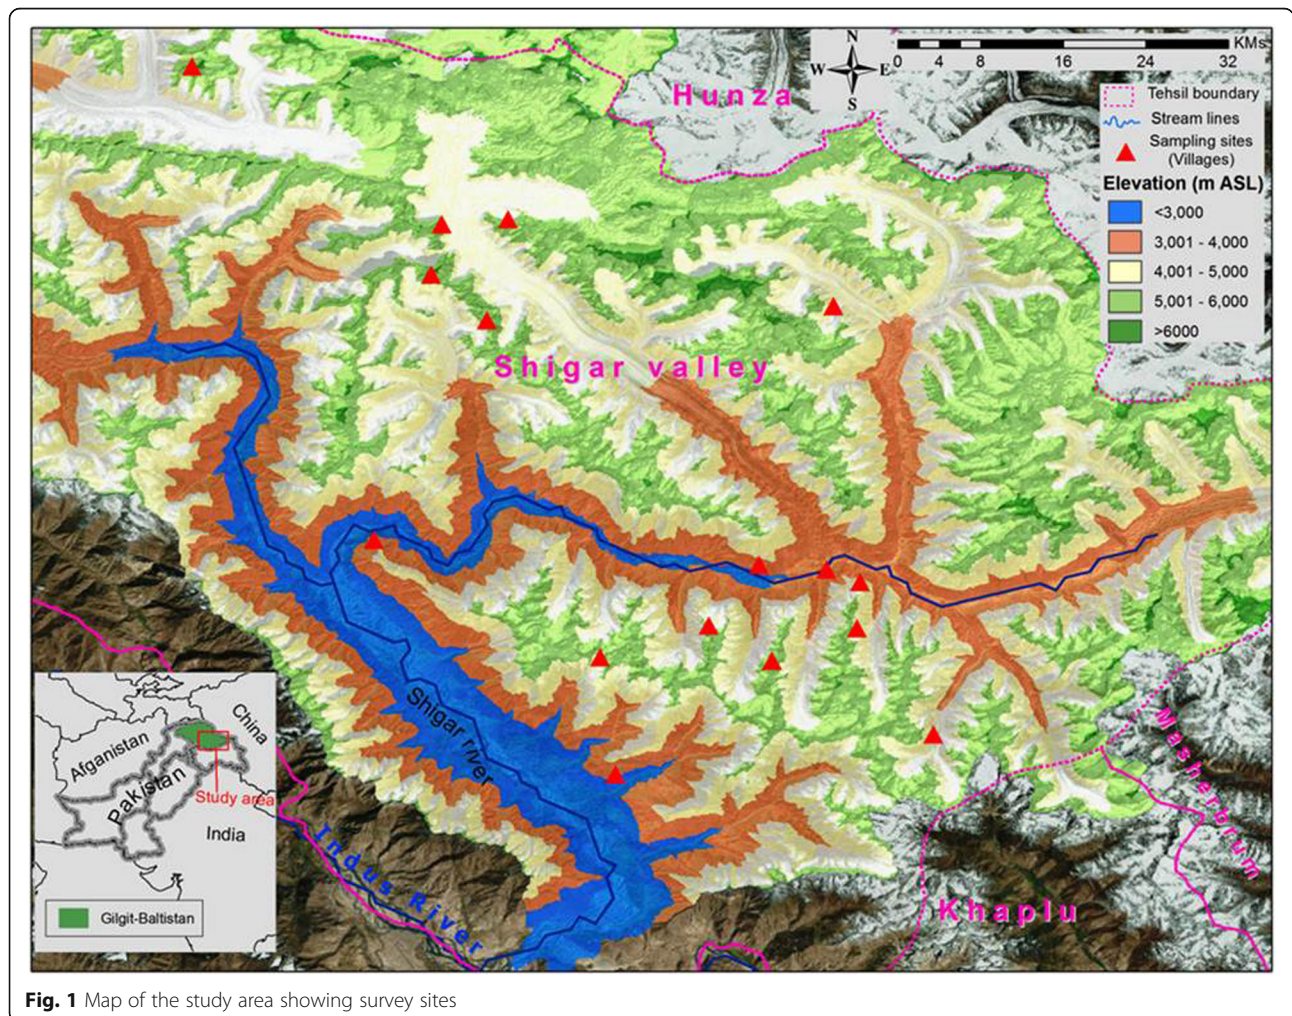 N
W E
S
0 4 8 16 24 32 KMs
Hunza
Tehsil boundary
Stream lines
Sampling sites
(Villages)
Elevation (m ASL)
<3,000
3,001 - 4,000
4,001 - 5,000
5,001 - 6,000
>6000
Shigar valley
Shigar river
Masherbrum
Khaplu
Indus River
China
Afganistan
Pakistan
Study area
India
Gilgit-Baltistan
Fig. 1 Map of the study area showing survey sites